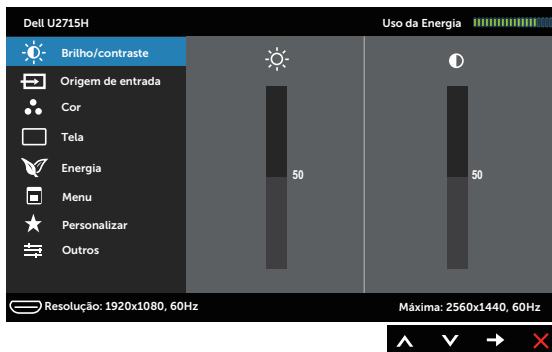 Dell U2715H
Uso da Energia
Brilho/contraste
Origem de entrada
Cor
Tela
Energia
Menu
Personalizar
Outros
50
50
Resolução: 1920x1080, 60Hz
Máxima: 2560x1440, 60Hz